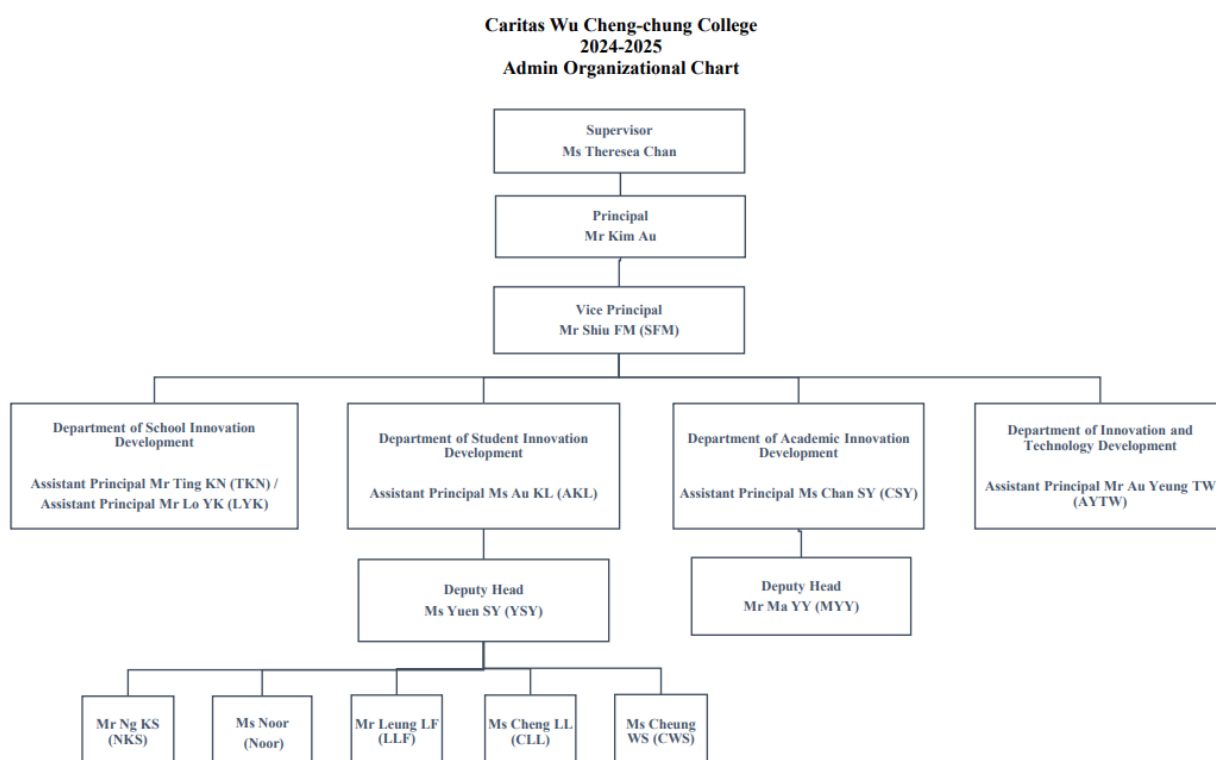 Caritas Wu Cheng-chung College
2024-2025
Admin Organizational Chart
Supervisor
Ms Theresea Chan
Principal
Mr Kim Au
Vice Principal
Mr Shiu FM (SFM)
Department of School Innovation
Development
Assistant Principal Mr Ting KN (TKN) /
Assistant Principal Mr Lo YK (LYK)
Department of Student Innovation
Development
Assistant Principal Ms Au KL (AKL)
Department of Academic Innovation
Development
Assistant Principal Ms Chan SY (CSY)
Department of Innovation and
Technology Development
Assistant Principal Mr Au Yeung TW
(AYTW)
Deputy Head
Ms Yuen SY (YSY)
Deputy Head
Mr Ma YY (MYY)
Mr Ng KS
(NKS)
Ms Noor
(Noor)
Mr Leung LF
(LLF)
Ms Cheng LL
(CLL)
Ms Cheung
WS (CWS)